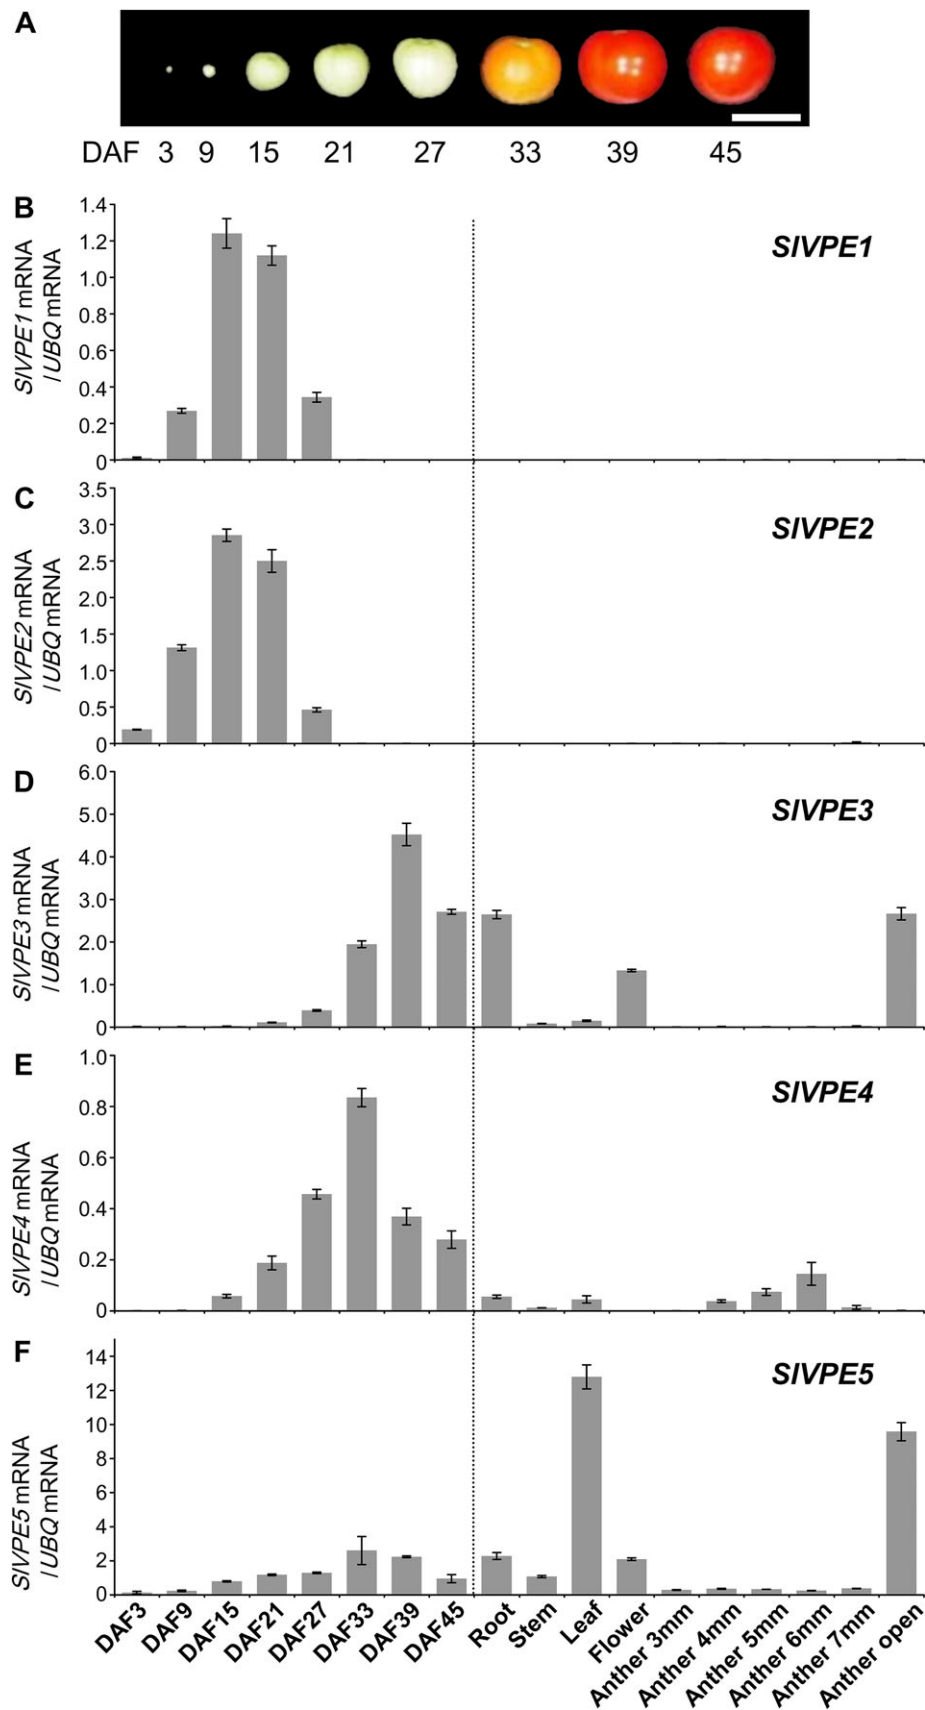 A
DAF 3 9 15 21 27 33 39 45
B
SlVPE1 mRNA
/UBQ mRNA
1.4
1.2
1.0
0.8
0.6
0.4
0.2
0
SlVPE1
C
SlVPE2 mRNA
/UBQ mRNA
3.5
3.0
2.5
2.0
1.5
1.0
0.5
0
SlVPE2
D
SlVPE3 mRNA
/UBQ mRNA
6.0
5.0
4.0
3.0
2.0
1.0
0
SlVPE3
E
SlVPE4 mRNA
/UBQ mRNA
1.0
0.8
0.6
0.4
0.2
0
SlVPE4
F
SlVPE5 mRNA
/UBQ mRNA
14
12
10
8
6
4
2
0
SlVPE5
DAF3
DAF9
DAF15
DAF21
DAF27
DAF33
DAF39
DAF45
Root
Stem
Leaf
Flower
Anther 3mm
Anther 4mm
Anther 5mm
Anther 6mm
Anther 7mm
Anther open